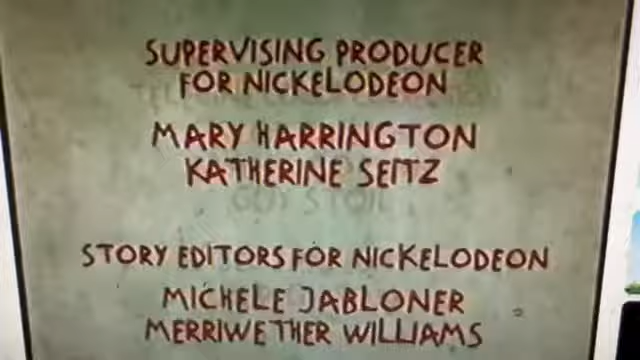 SUPERVISING PRODUCER
FOR NICKELODEON
MARY HARRINGTON
KATHERINE SEITZ
STORY EDITORS FOR NICKELODEON
MICHELE JABLONER
MERRIWETHER WILLIAMS